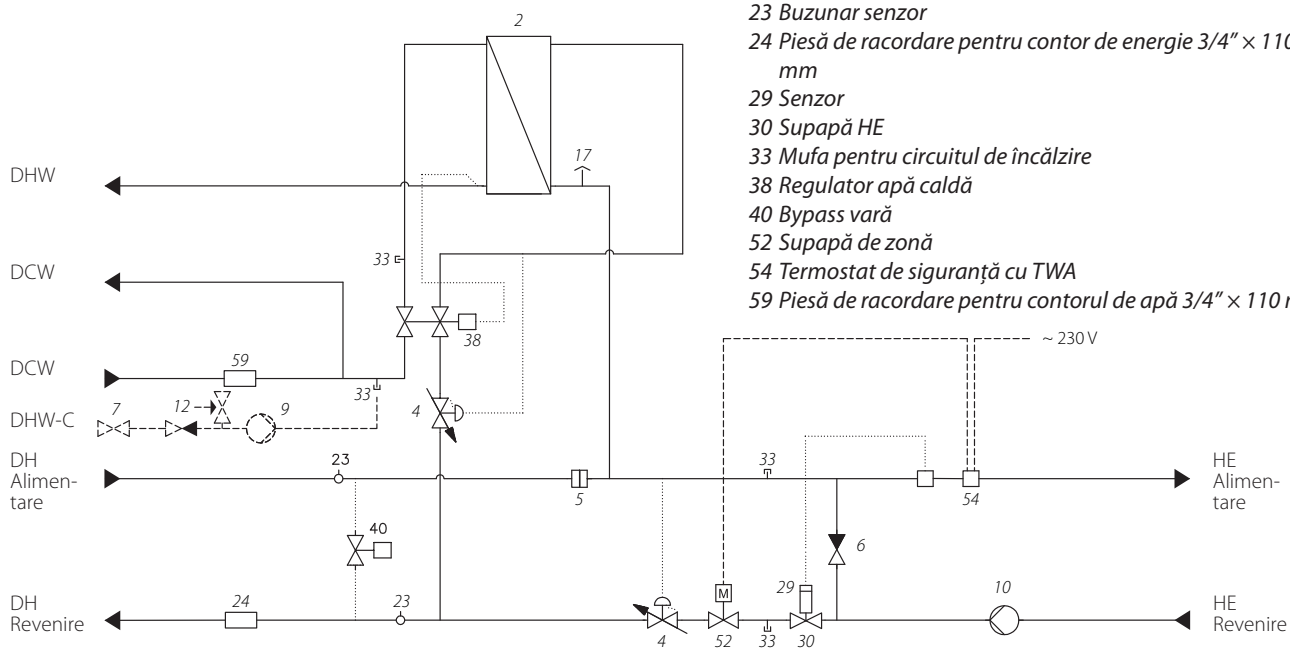 23 Buzunar senzor
24 Piesă de racordare pentru contor de energie 3/4" × 110
mm
29 Senzor
30 Supapă HE
33 Mufa pentru circuitul de încălzire
38 Regulator apă caldă
40 Bypass vară
52 Supapă de zonă
54 Termostat de siguranță cu TWA
59 Piesă de racordare pentru contorul de apă 3/4" × 110
2
17
DHW
33
DCW
38
~ 230 V
59
DCW
33
4
7
12
9
DHW-C
DH
Alimen-
tare
23
5
33
54
HE
Alimen-
tare
40
6
29
M
10
DH
Revenire
24
23
4
52
33
30
HE
Revenire